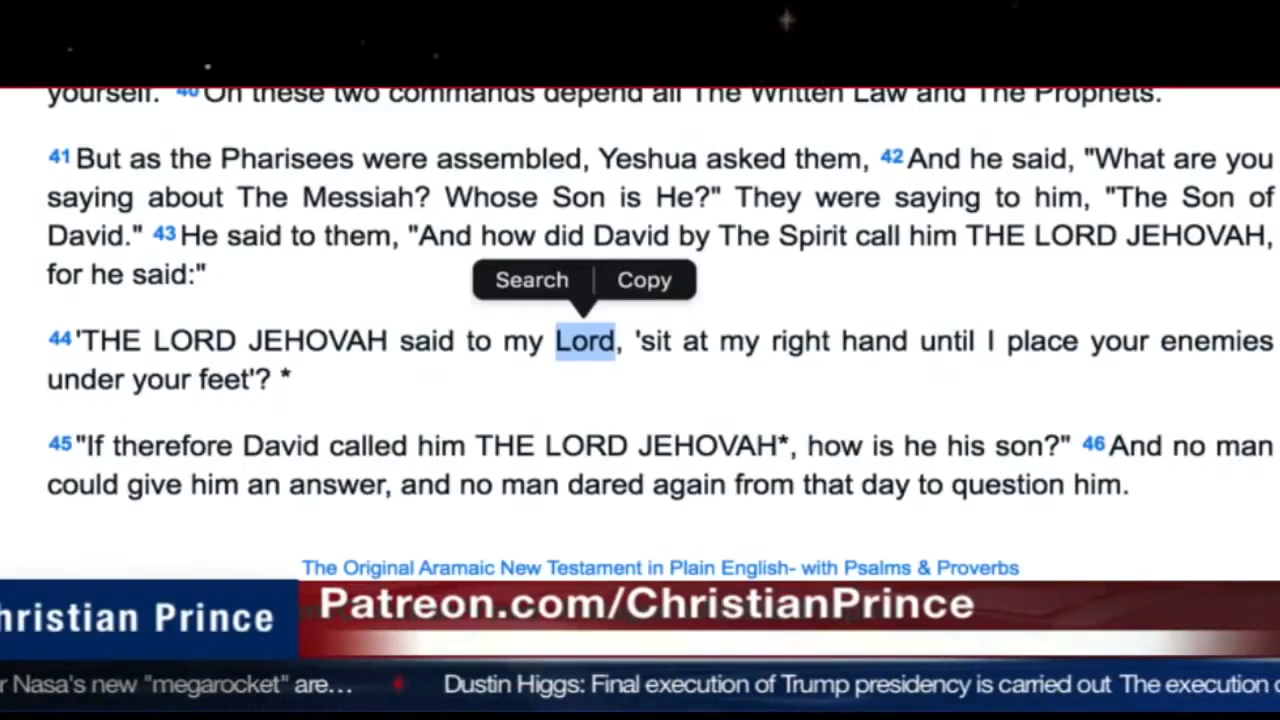 yourself. 40 On these two commands depend all The Written Law and The Prophets.
41 But as the Pharisees were assembled, Yeshua asked them, 42 And he said, "What are you
saying about The Messiah? Whose Son is He?" They were saying to him, "The Son of
David." 43 He said to them, "And how did David by The Spirit call him THE LORD JEHOVAH,
for he said:"
Search Copy
44 'THE LORD JEHOVAH said to my Lord, 'sit at my right hand until I place your enemies
under your feet'? *
45 "If therefore David called him THE LORD JEHOVAH*, how is he his son?" 46 And no man
could give him an answer, and no man dared again from that day to question him.
The Original Aramaic New Testament in Plain English- with Psalms & Proverbs
hristian Prince
Patreon.com/ChristianPrince
r Nasa's new "megarocket" are... Dustin Higgs: Final execution of Trump presidency is carried out The execution